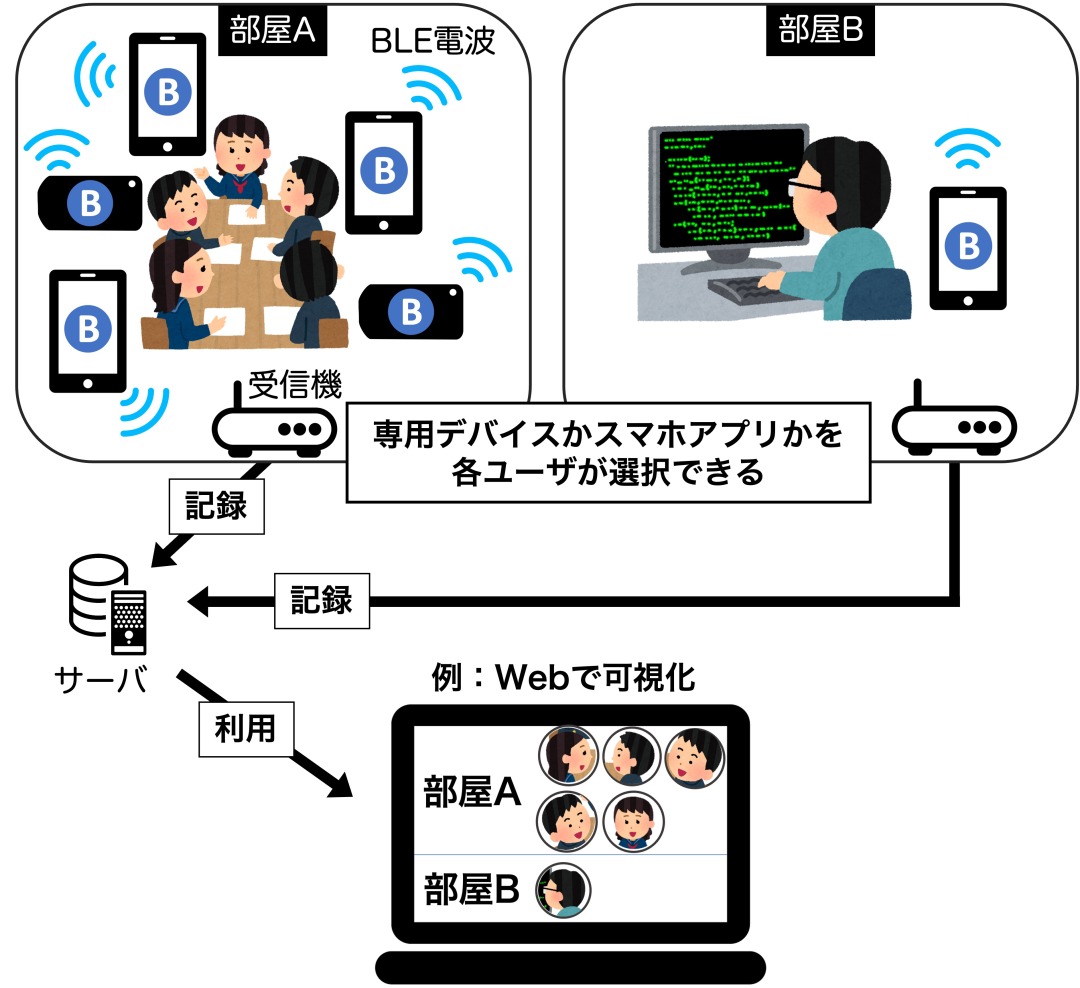 部屋A
BLE電波
B
B
B
B
B
受信機
部屋B
B
専用デバイスかスマホアプリかを
各ユーザが選択できる
記録
記録
サーバ
利用
例：Webで可視化
部屋A
部屋B